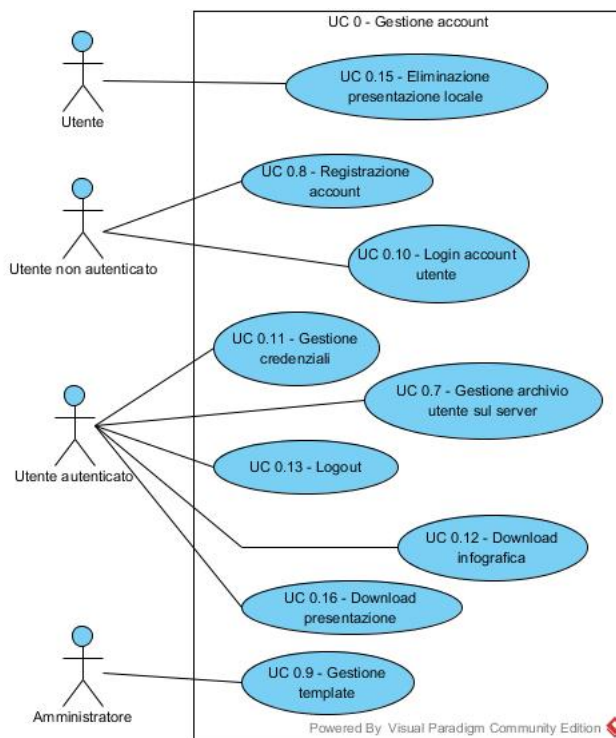 UC 0 - Gestione account
UC 0.15 - Eliminazione
presentazione locale
Utente
UC 0.8 - Registrazione
account
Utente non autenticato
UC 0.10 - Login account
utente
UC 0.11 - Gestione
credenziali
UC 0.7 - Gestione archivio
utente sul server
Utente autenticato
UC 0.13 - Logout
UC 0.12 - Download
infografica
UC 0.16 - Download
presentazione
UC 0.9 - Gestione
template
Amministratore
Powered By Visual Paradigm Community Edition